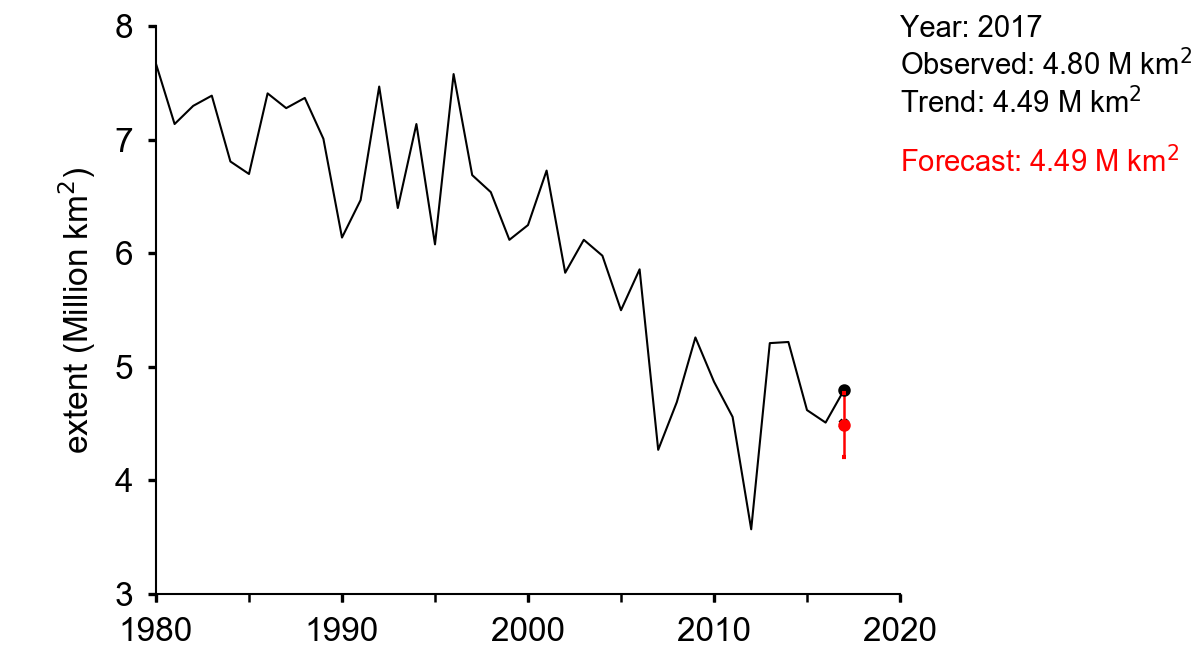 8
7
6
5
4
3
1980 1990 2000 2010 2020
extent (Million km²)
Year: 2017
Observed: 4.80 M km²
Trend: 4.49 M km²
Forecast: 4.49 M km²